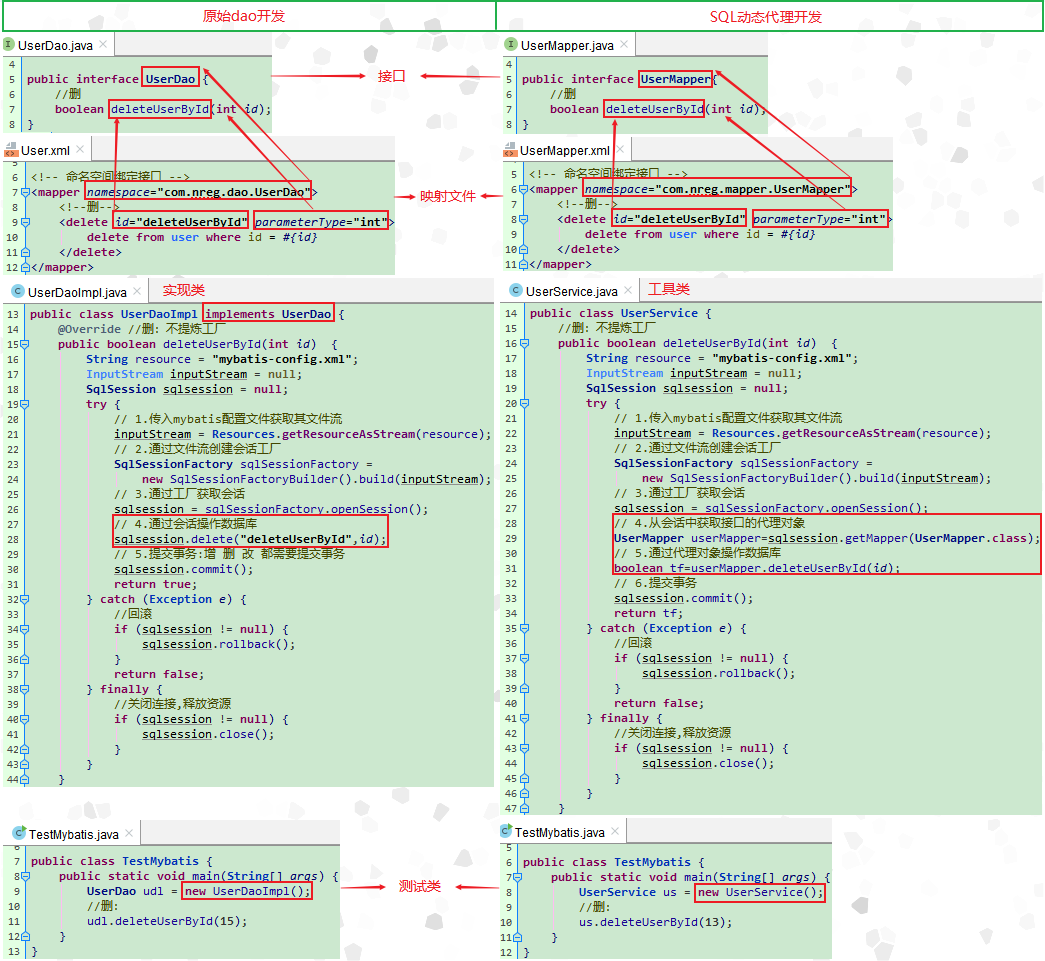 原始dao开发
SQL动态代理开发
UserDao.java
4
5 public interface UserDao {
6 //删
7 boolean deleteUserById(int id);
8 }
接口
UserMapper.java
4
5 public interface UserMapper{
6 //删
7 boolean deleteUserById(int id);
8 }
User.xml
5
6 <!-- 命名空间绑定接口 -->
7 <mapper namespace="com.nreg.dao.UserDao">
8 <!--删-->
9 <delete id="deleteUserById" parameterType="int">
10 delete from user where id = #{id}
11 </delete>
12 </mapper>
映射文件
UserMapper.xml
5 <!-- 命名空间绑定接口 -->
6 <mapper namespace="com.nreg.mapper.UserMapper">
7 <!--删-->
8 <delete id="deleteUserById" parameterType="int">
9 delete from user where id = #{id}
10 </delete>
11 </mapper>
UserDaoImpl.java
实现类
13 public class UserDaoImpl implements UserDao {
14 @Override //删: 不提炼工厂
15 public boolean deleteUserById(int id) {
16 String resource = "mybatis-config.xml";
17 InputStream inputStream = null;
18 SqlSession sqlsession = null;
19 try {
20 // 1.传入mybatis配置文件获取其文件流
21 inputStream = Resources.getResourceAsStream(resource);
22 // 2.通过文件流创建会话工厂
23 SqlSessionFactory sqlSessionFactory =
24 new SqlSessionFactoryBuilder().build(inputStream);
25 // 3.通过工厂获取会话
26 sqlsession = sqlSessionFactory.openSession();
27 // 4.通过会话操作数据库
28 sqlsession.delete("deleteUserById",id);
29 // 5.提交事务:增 删 改 都需要提交事务
30 sqlsession.commit();
31 return true;
32 } catch (Exception e) {
33 //回滚
34 if (sqlsession != null) {
35 sqlsession.rollback();
36 }
37 return false;
38 } finally {
39 //关闭连接,释放资源
40 if (sqlsession != null) {
41 sqlsession.close();
42 }
43 }
44 }
UserService.java
工具类
14 public class UserService {
15 //删: 不提炼工厂
16 public boolean deleteUserById(int id) {
17 String resource = "mybatis-config.xml";
18 InputStream inputStream = null;
19 SqlSession sqlsession = null;
20 try {
21 // 1.传入mybatis配置文件获取其文件流
22 inputStream = Resources.getResourceAsStream(resource);
23 // 2.通过文件流创建会话工厂
24 SqlSessionFactory sqlSessionFactory =
25 new SqlSessionFactoryBuilder().build(inputStream);
26 // 3.通过工厂获取会话
27 sqlsession = sqlSessionFactory.openSession();
28 // 4.从会话中获取接口的代理对象
29 UserMapper userMapper=sqlsession.getMapper(UserMapper.class);
30 // 5.通过代理对象操作数据库
31 boolean tf=userMapper.deleteUserById(id);
32 // 6.提交事务
33 sqlsession.commit();
34 return tf;
35 } catch (Exception e) {
36 //回滚
37 if (sqlsession != null) {
38 sqlsession.rollback();
39 }
40 return false;
41 } finally {
42 //关闭连接,释放资源
43 if (sqlsession != null) {
44 sqlsession.close();
45 }
46 }
47 }
TestMybatis.java
6
7 public class TestMybatis {
8 public static void main(String[] args) {
9 UserDao udl = new UserDaoImpl();
10 //删:
11 udl.deleteUserById(15);
12 }
13 }
测试类
TestMybatis.java
5
6 public class TestMybatis {
7 public static void main(String[] args) {
8 UserService us = new UserService();
9 //删:
10 us.deleteUserById(13);
11 }
12 }